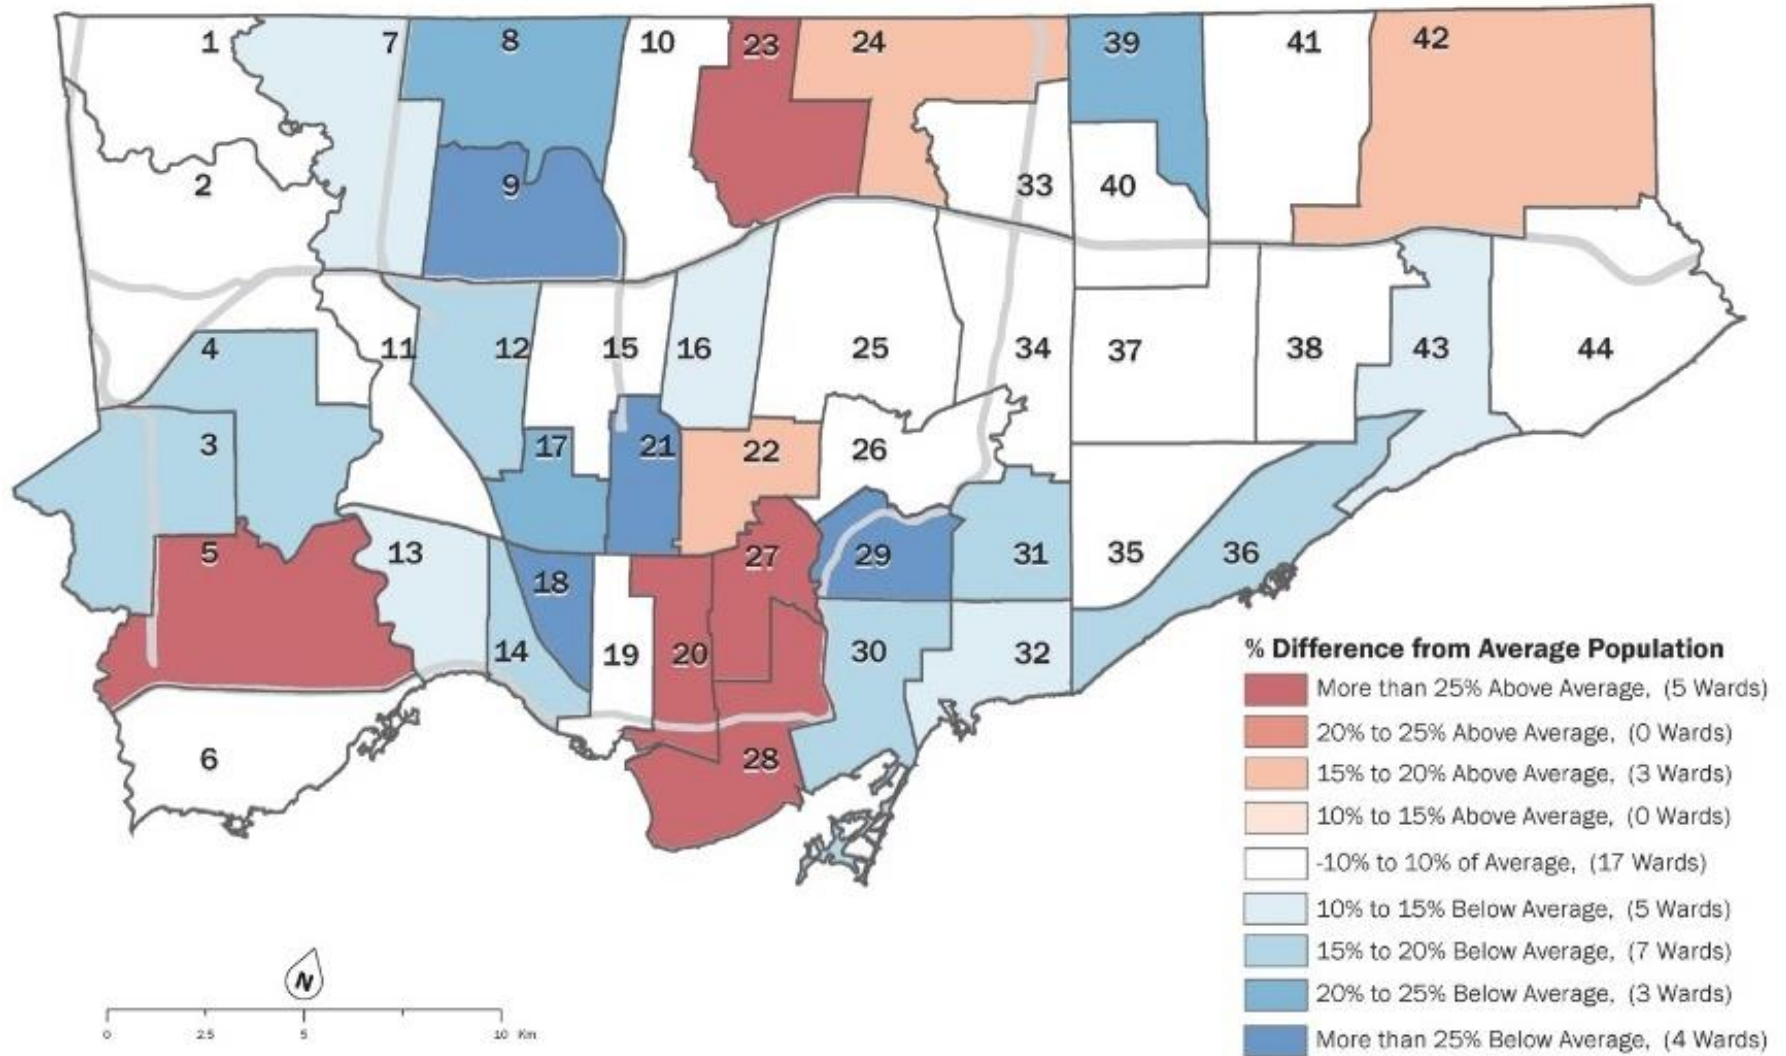 1 7 8 10 23 24 39 41 42
2 9 33 40
4 11 12 15 16 25 34 37 38 43 44
3 17 21 22 26
5 13 18 27 29 31 35 36
14 19 20 30 32
6 28
% Difference from Average Population
More than 25% Above Average, (5 Wards)
20% to 25% Above Average, (0 Wards)
15% to 20% Above Average, (3 Wards)
10% to 15% Above Average, (0 Wards)
-10% to 10% of Average, (17 Wards)
10% to 15% Below Average, (5 Wards)
15% to 20% Below Average, (7 Wards)
20% to 25% Below Average, (3 Wards)
More than 25% Below Average, (4 Wards)
N
0 2.5 5 10 Km